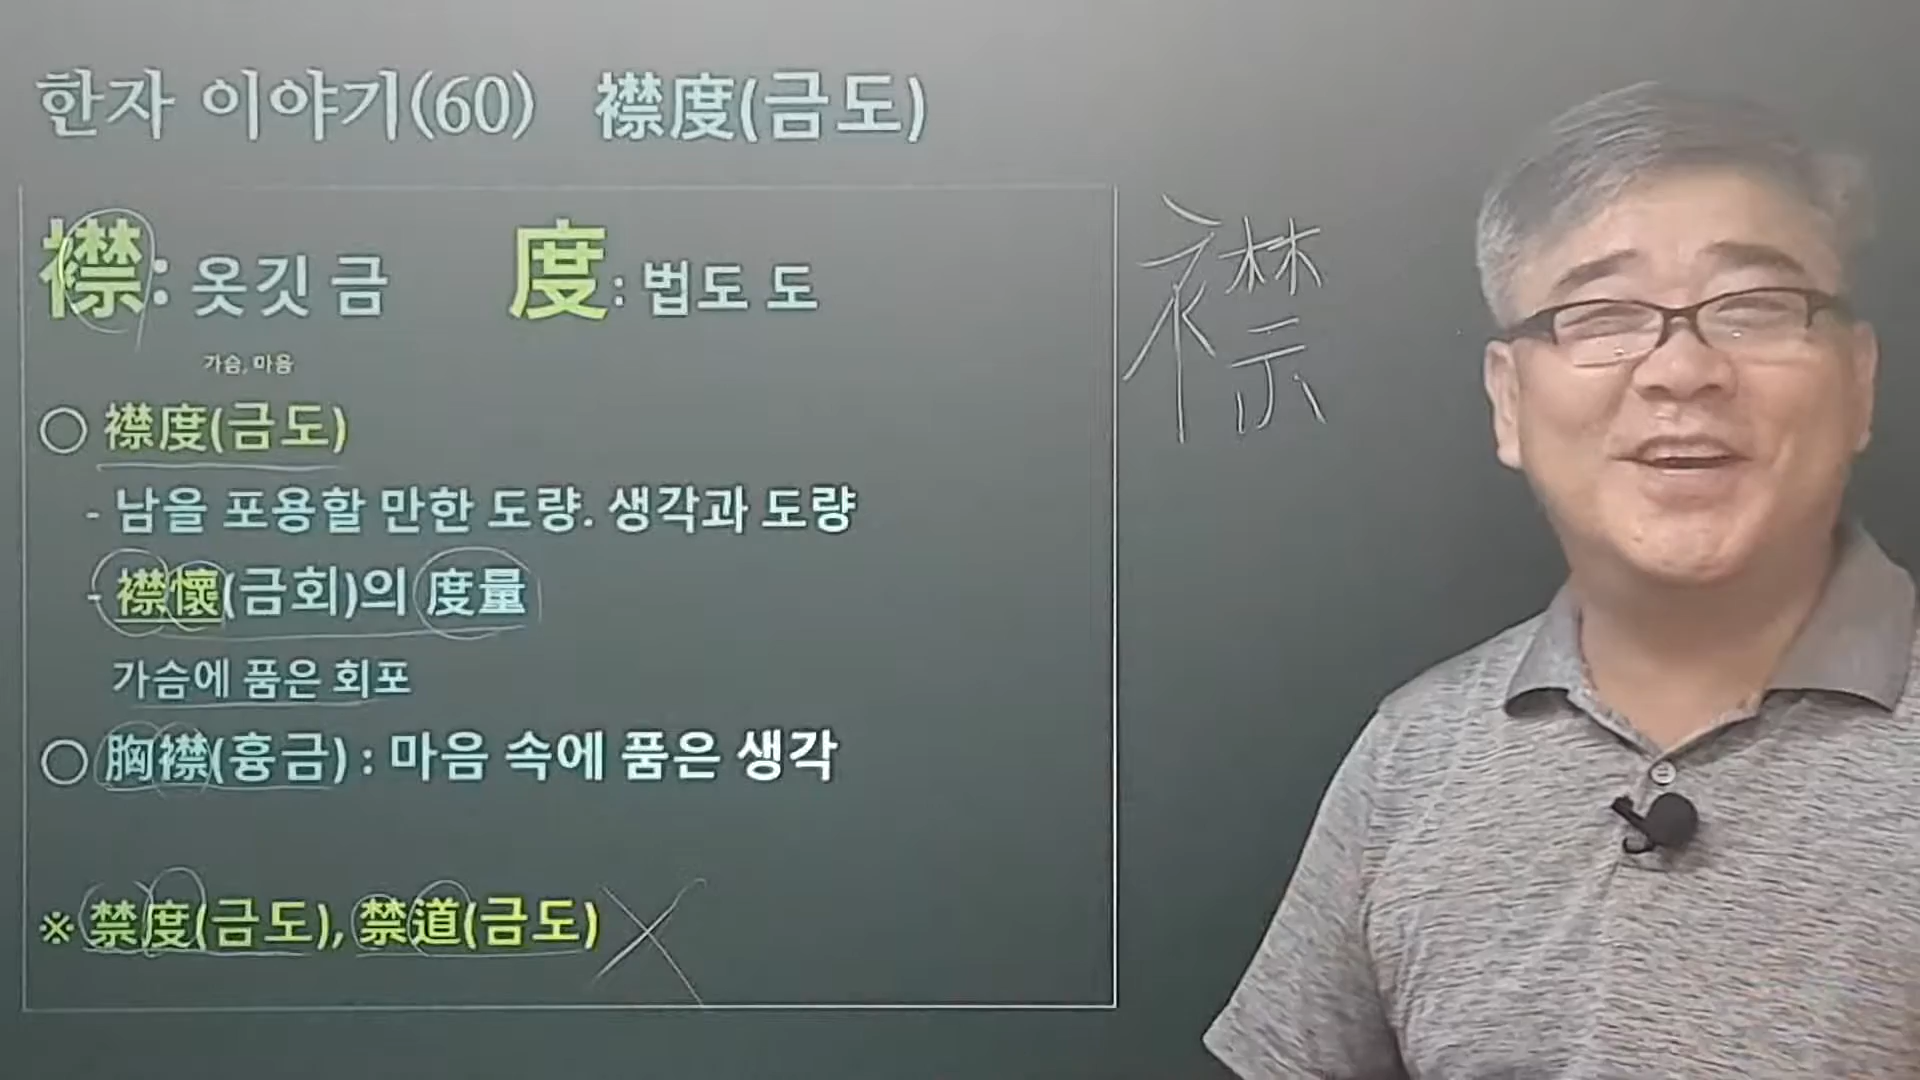 한자 이야기(60) 襟度(금도)
襟: 옷깃 금 度: 법도 도
가슴, 마음
○ 襟度(금도)
- 남을 포용할 만한 도량. 생각과 도량
- 襟懷(금회)의 度量
가슴에 품은 회포
○ 胸襟(흉금) : 마음 속에 품은 생각
※ 禁度(금도), 禁道(금도)
襟